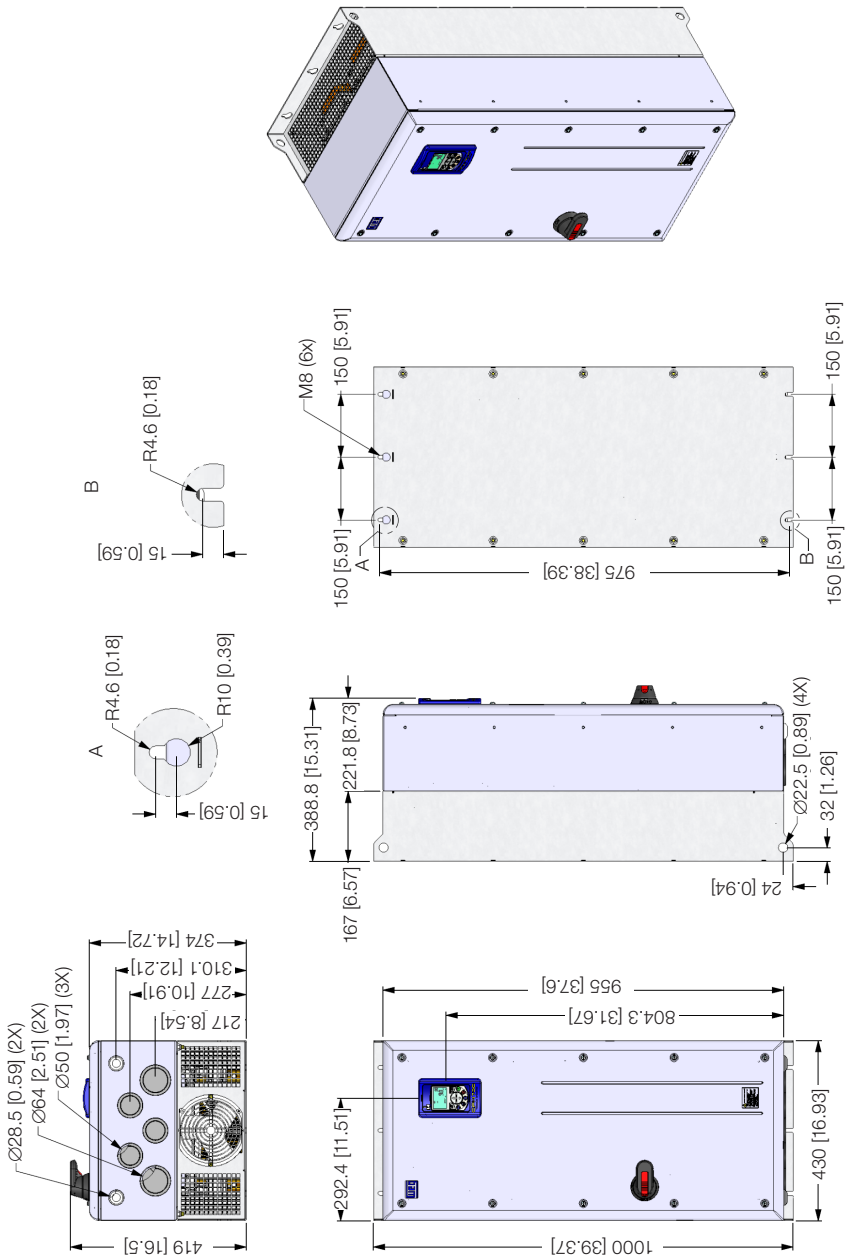 150 [5.91]
M8 (6x)
150 [5.91]
150 [5.91]
150 [5.91]
150 [5.91]
A
B
975 [38.39]
B
R4.6 [0.18]
15 [0.59]
A
R4.6 [0.18]
R10 [0.39]
15 [0.59]
388.8 [15.31]
221.8 [8.73]
167 [6.57]
Ø22.5 [0.89] (4X)
32 [1.26]
24 [0.94]
Ø28.5 [0.59] (2X)
Ø64 [2.51] (2X)
Ø50 [1.97] (3X)
374 [14.72]
310.1 [12.21]
277 [10.91]
217 [8.54]
419 [16.5]
955 [37.6]
804.3 [31.67]
292.4 [11.51]
430 [16.93]
1000 [39.37]